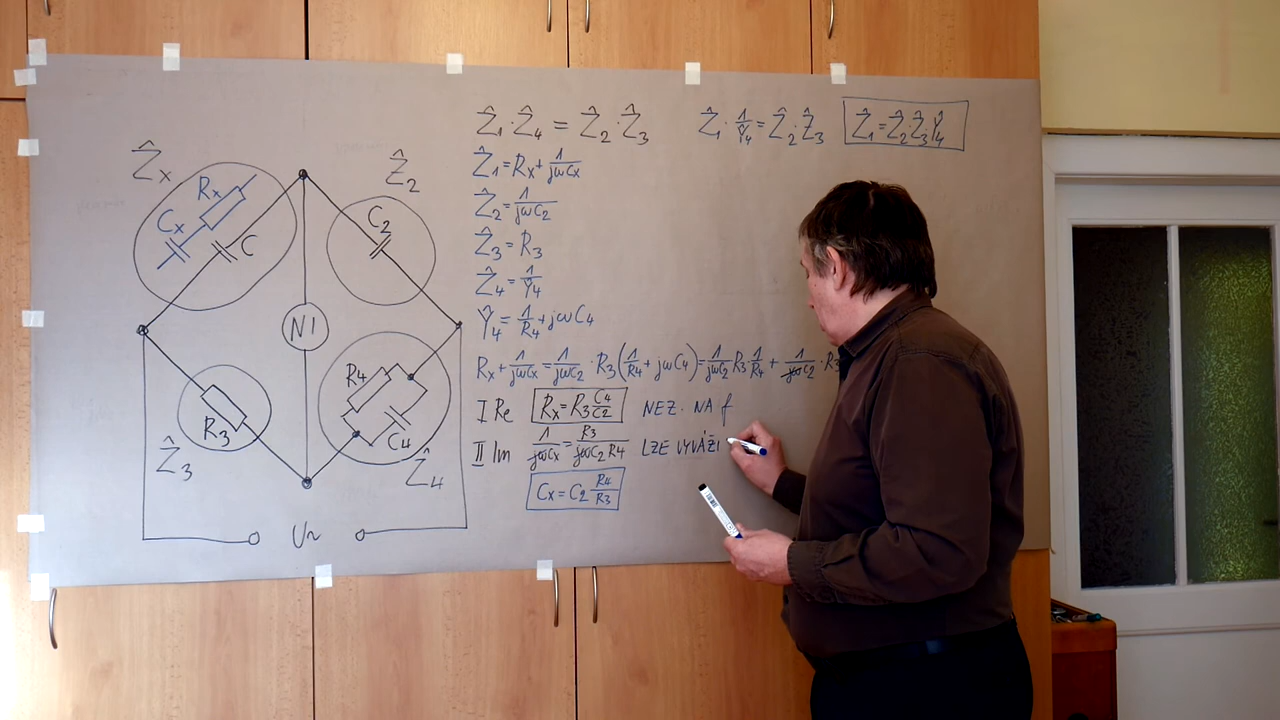 Ẑx
Rx
Cx
C
Ẑ2
C2
NI
R3
Ẑ3
R4
C4
Ẑ4
U~
Ẑ1·Ẑ4 = Ẑ2·Ẑ3
Ẑ1·1/Ŷ4 = Ẑ2·Ẑ3
Ẑ1 = Ẑ2Ẑ3Ŷ4
Ẑ1 = Rx + 1/jωCx
Ẑ2 = 1/jωC2
Ẑ3 = R3
Ẑ4 = 1/Ŷ4
Ŷ4 = 1/R4 + jωC4
Rx + 1/jωCx = 1/jωC2 · R3(1/R4 + jωC4) = 1/jωC2 R3·1/R4 + 1/jωC2 ·R3
I Re Rx = R3 C4/C2 NEZ. NA f
II Im 1/jωCx = R3/jωC2R4 LZE VYVÁŽI
Cx = C2 R4/R3